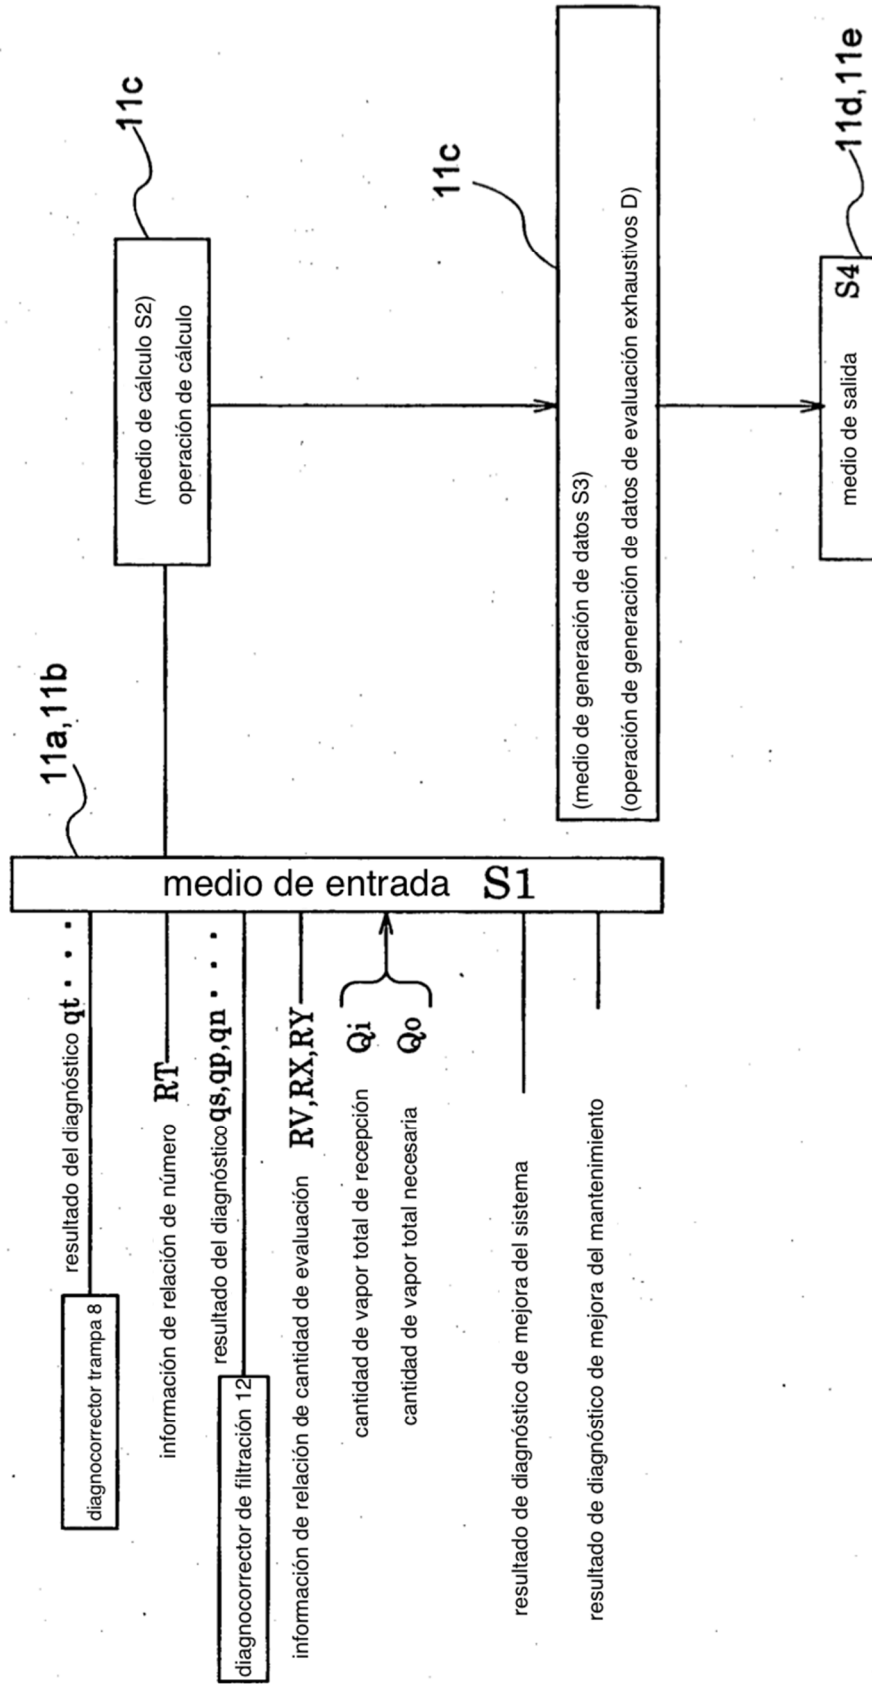 diagnocorrector trampa 8
resultado del diagnóstico qt · · ·
información de relación de número RT
diagnocorrector de filtración 12
resultado del diagnóstico qs,qp,qn · · ·
información de relación de cantidad de evaluación RV,RX,RY
cantidad de vapor total de recepción Qi
cantidad de vapor total necesaria Qo
resultado de diagnóstico de mejora del sistema
resultado de diagnóstico de mejora del mantenimiento
11a,11b
medio de entrada S1
11c
(medio de cálculo S2)
operación de cálculo
11c
(medio de generación de datos S3)
(operación de generación de datos de evaluación exhaustivos D)
medio de salida S4
11d,11e